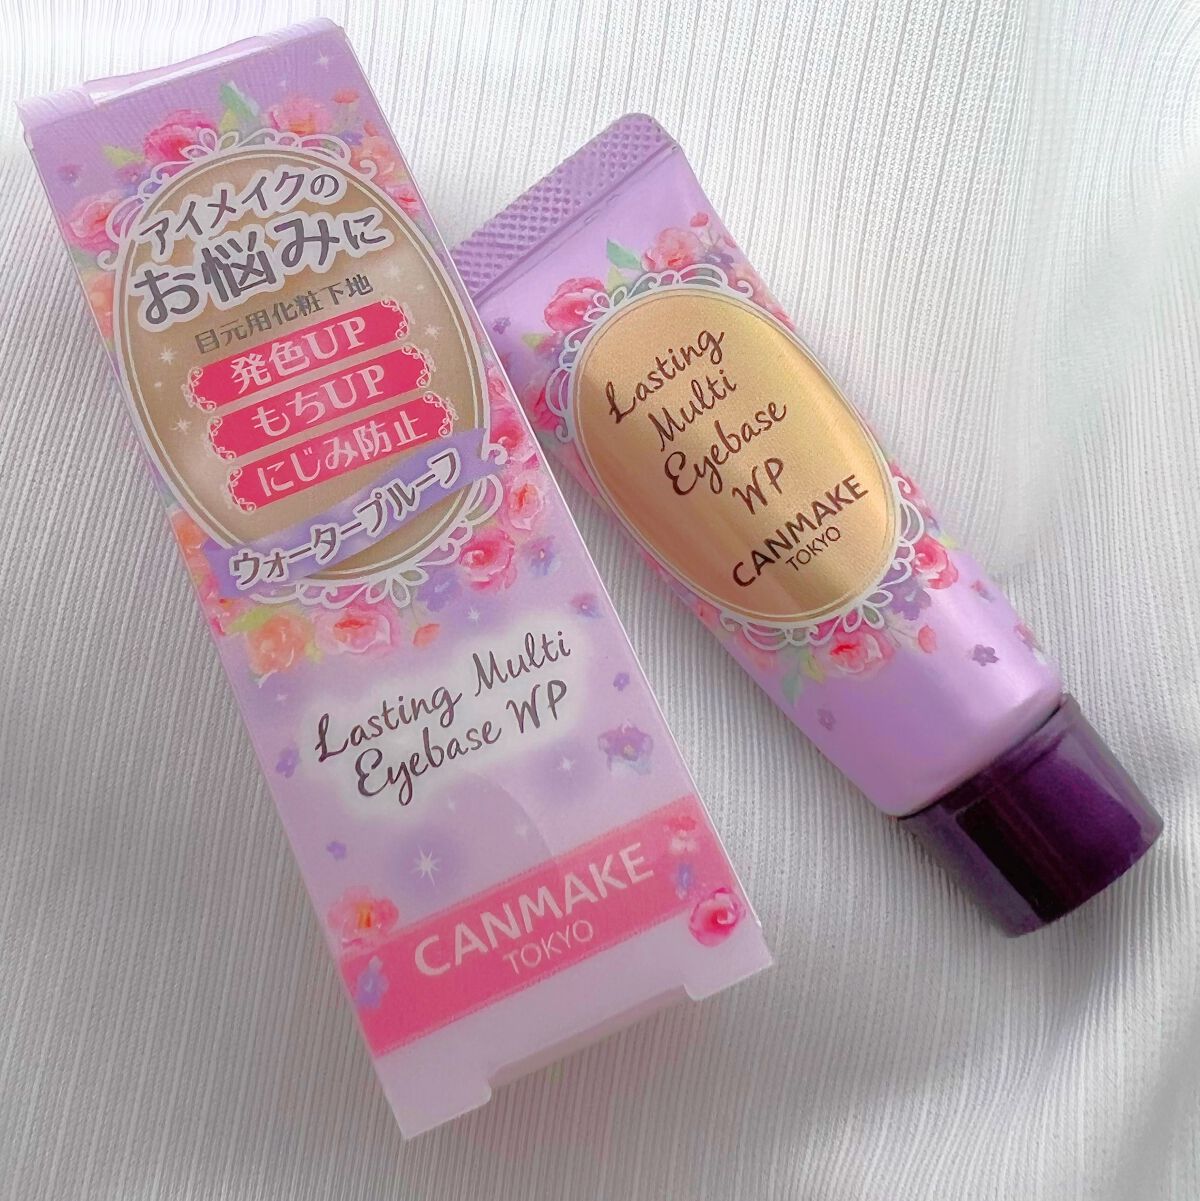 アイメイクの
お悩みに
目元用化粧下地
発色UP
もちUP
にじみ防止
ウォータープルーフ
Lasting Multi
Eyebase WP
CANMAKE
TOKYO
Lasting
Multi
Eyebase
WP
CANMAKE
TOKYO